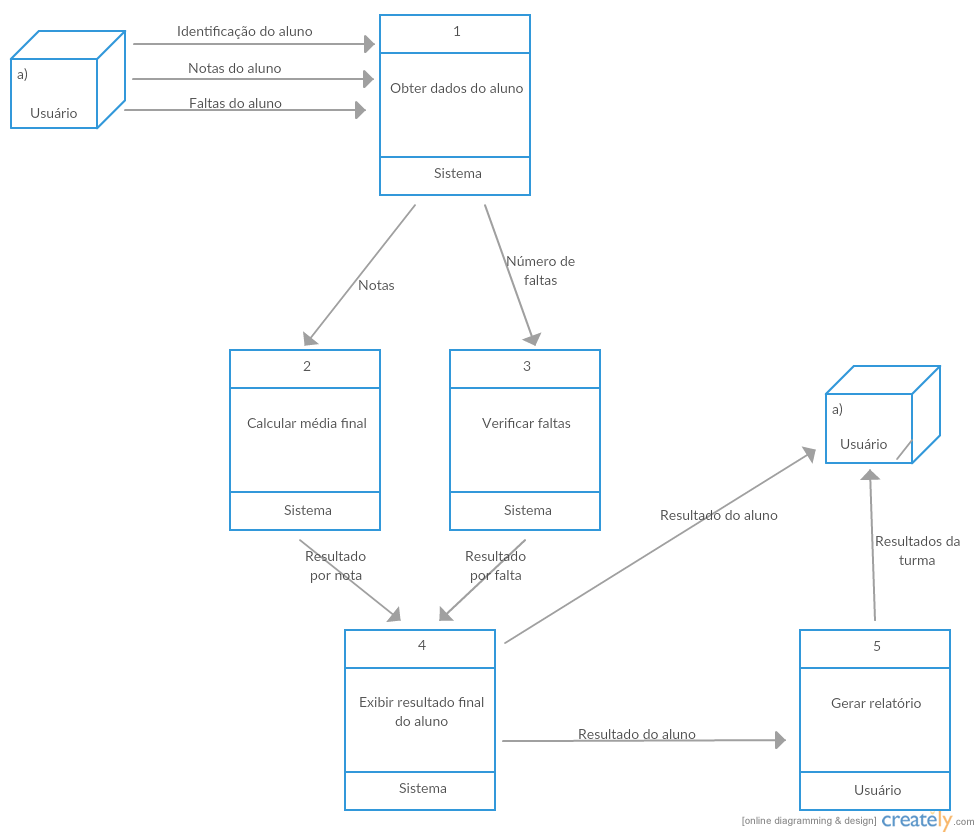 a)
Usuário
Identificação do aluno
Notas do aluno
Faltas do aluno
1
Obter dados do aluno
Sistema
Notas
Número de
faltas
2
Calcular média final
Sistema
3
Verificar faltas
Sistema
a)
Usuário
Resultado
por nota
Resultado
por falta
Resultado do aluno
Resultados da
turma
4
Exibir resultado final
do aluno
Sistema
Resultado do aluno
5
Gerar relatório
Usuário
[online diagramming & design] creately.com